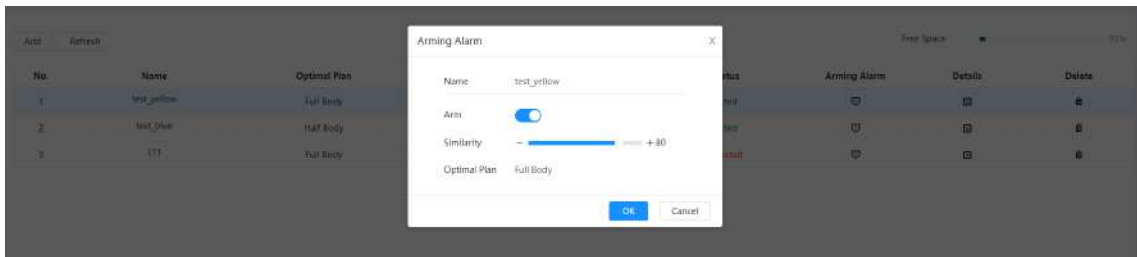 Add Refresh Free Space
No. Name Optimal Plan Arming Alarm Details Delete
1 test_yellow Full Body
2 test_blue Half Body
3 111 Full Body
Arming Alarm X
Name test_yellow
Arm
Similarity − + 80
Optimal Plan Full Body
OK Cancel